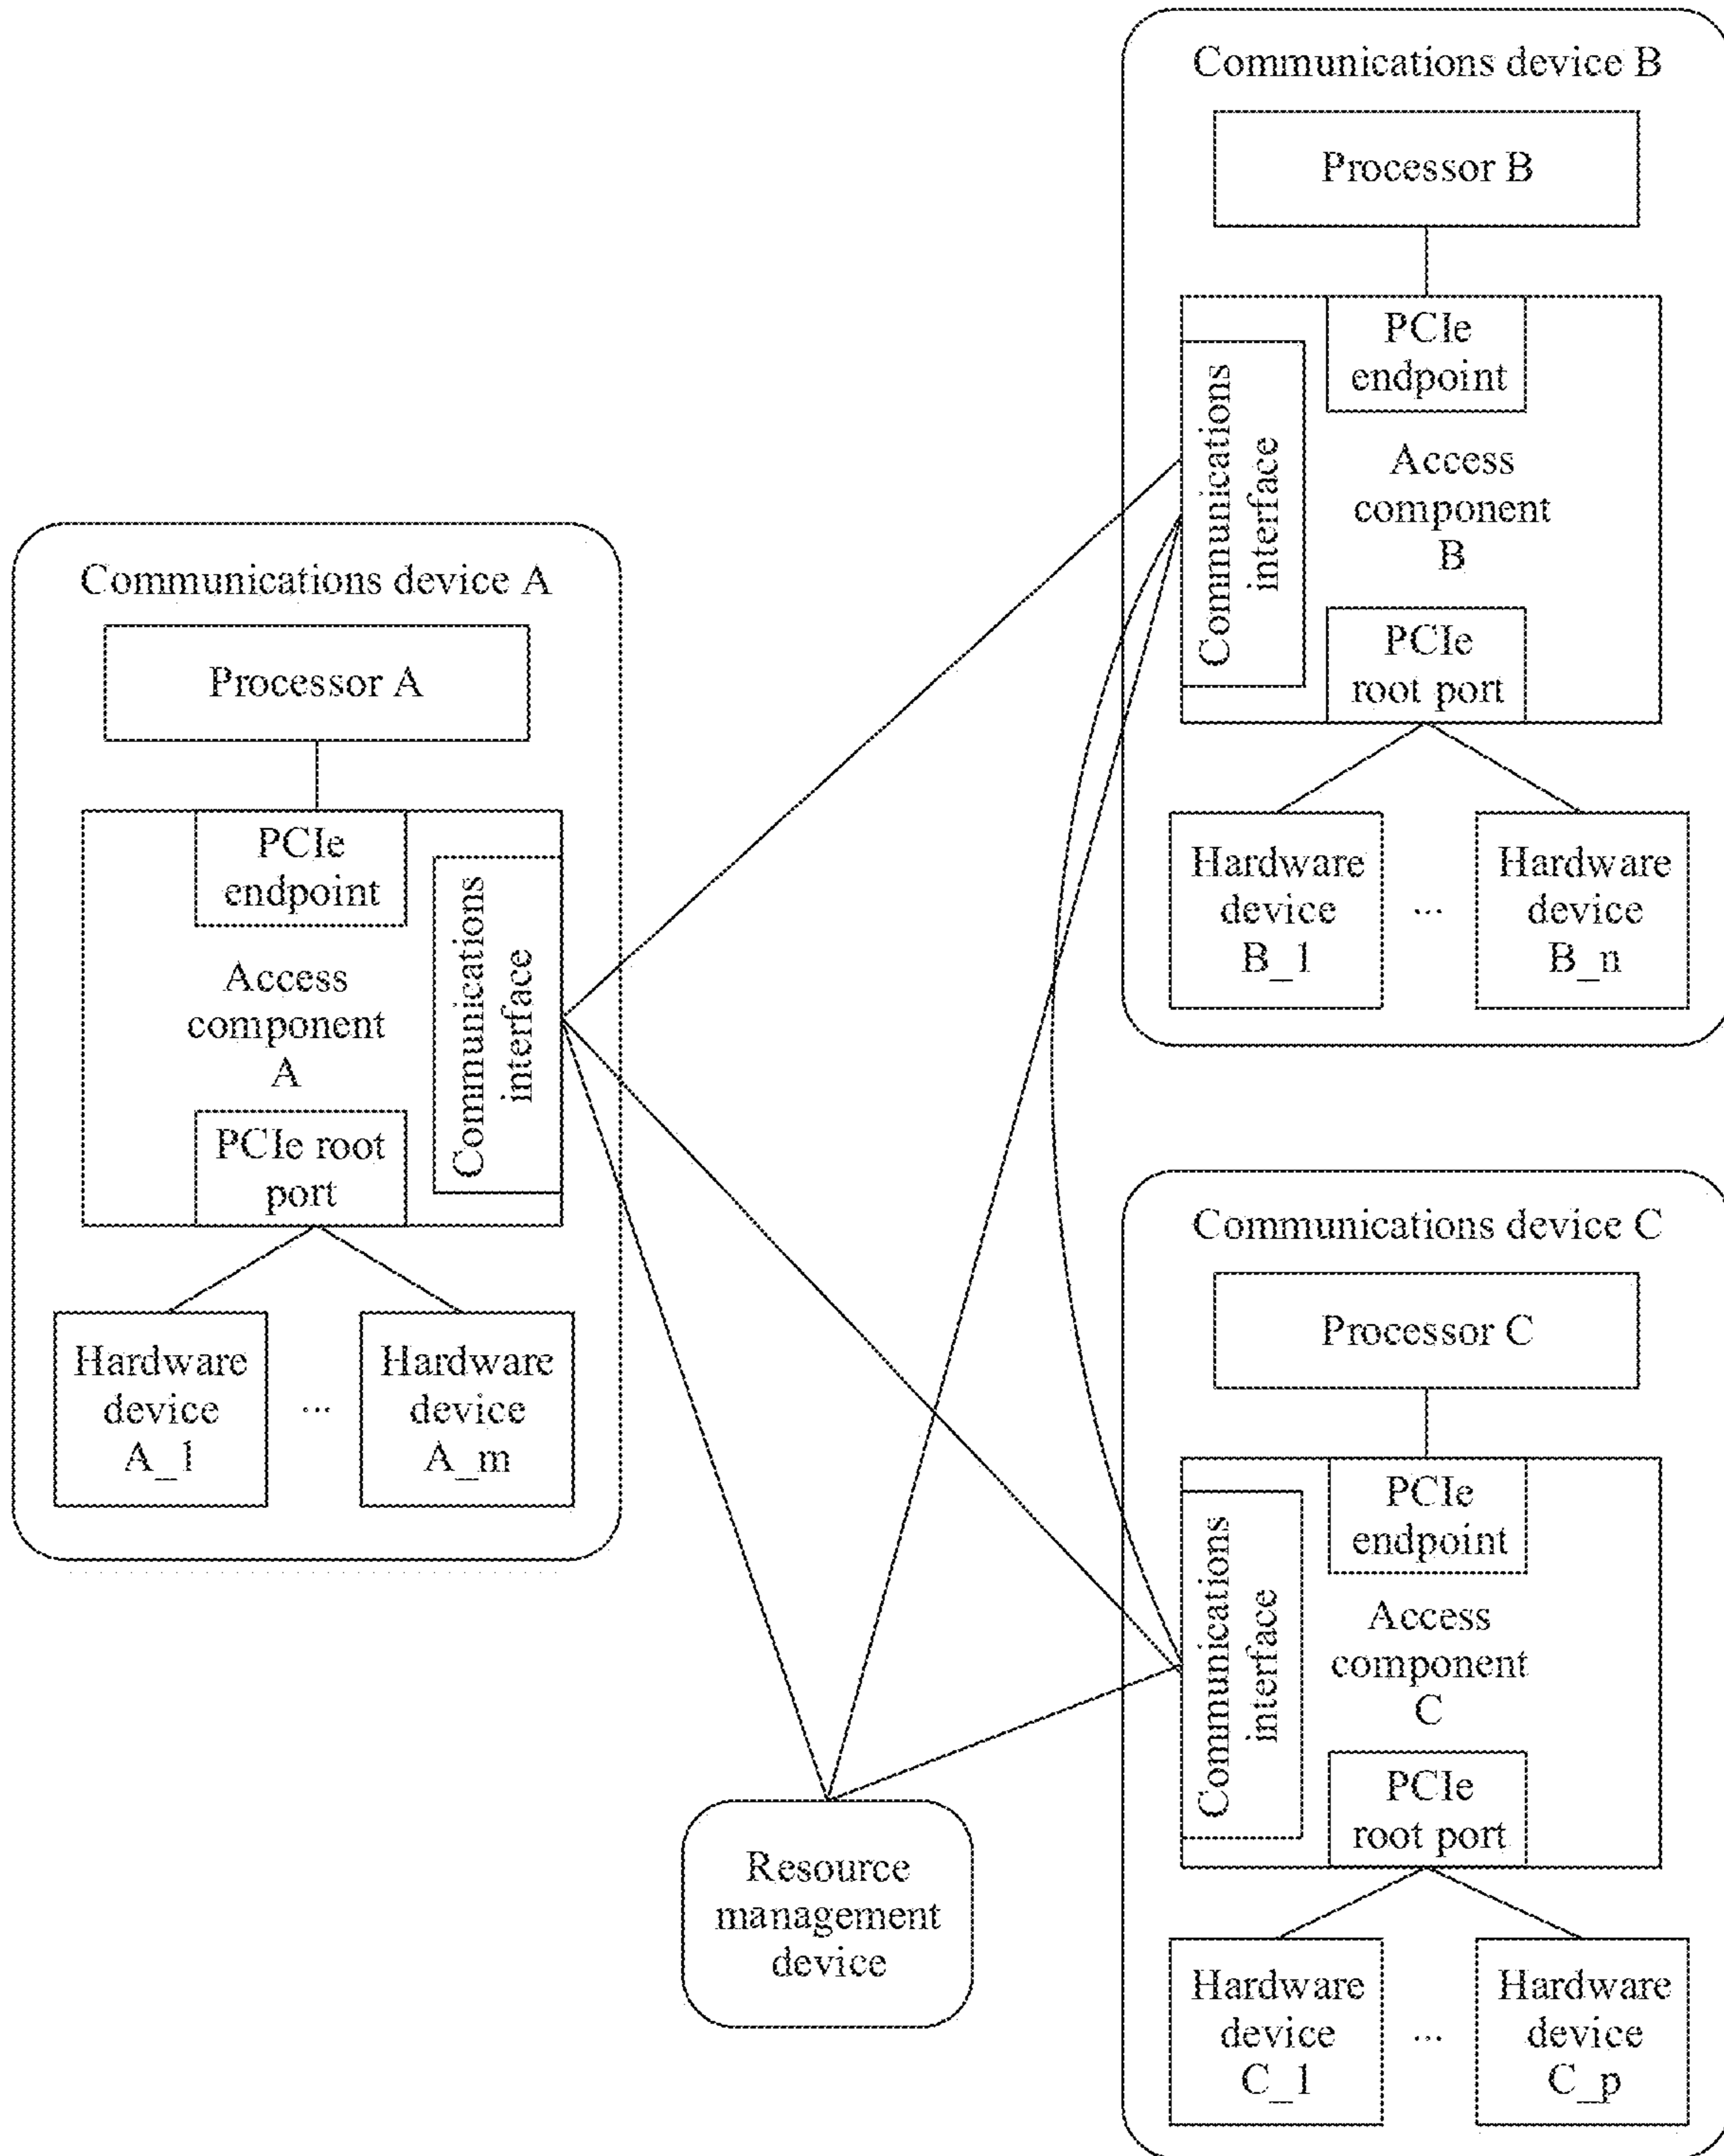 Communications device B
Processor B
PCIe
endpoint
Communications
interface
Access
component
B
PCIe
root port
Hardware
device
B_1
...
Hardware
device
B_n
Communications device A
Processor A
PCIe
endpoint
Communications
interface
Access
component
A
PCIe root
port
Hardware
device
A_1
...
Hardware
device
A_m
Communications device C
Processor C
PCIe
endpoint
Communications
interface
Access
component
C
PCIe
root port
Hardware
device
C_1
...
Hardware
device
C_p
Resource
management
device